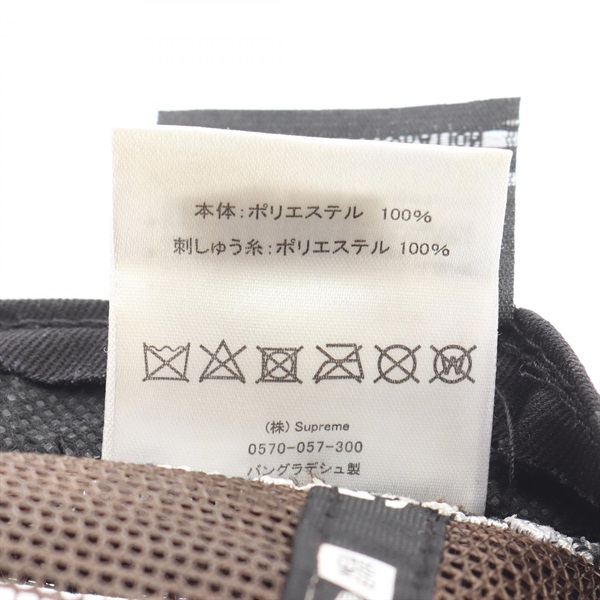 本体:ポリエステル 100%
刺しゅう糸:ポリエステル 100%
(株) Supreme
0570-057-300
バングラデシュ製